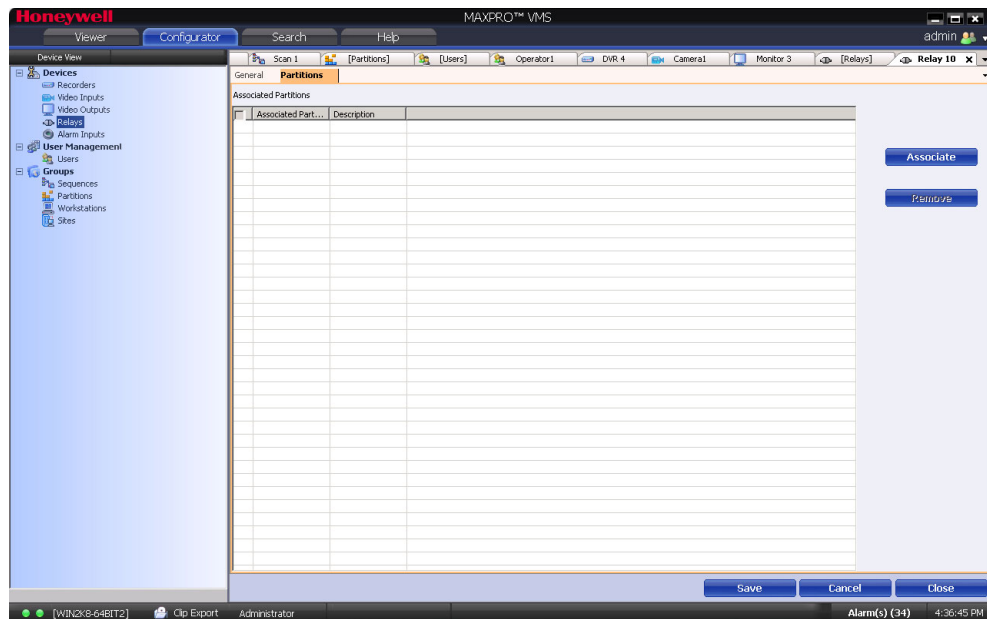 Honeywell
MAXPRO™ VMS
Viewer Configurator Search Help admin
Device View
Scan 1 [Partitions] [Users] Operator1 DVR 4 Camera1 Monitor 3 [Relays] Relay 10
Devices
Recorders
Video Inputs
Video Outputs
Relays
Alarm Inputs
User Management
Users
Groups
Sequences
Partitions
Workstations
Sites
General Partitions
Associated Partitions
Associated Part... Description
Associate
Remove
Save Cancel Close
[WIN2K8-64BIT2] Clip Export Administrator Alarm(s) (34) 4:36:45 PM